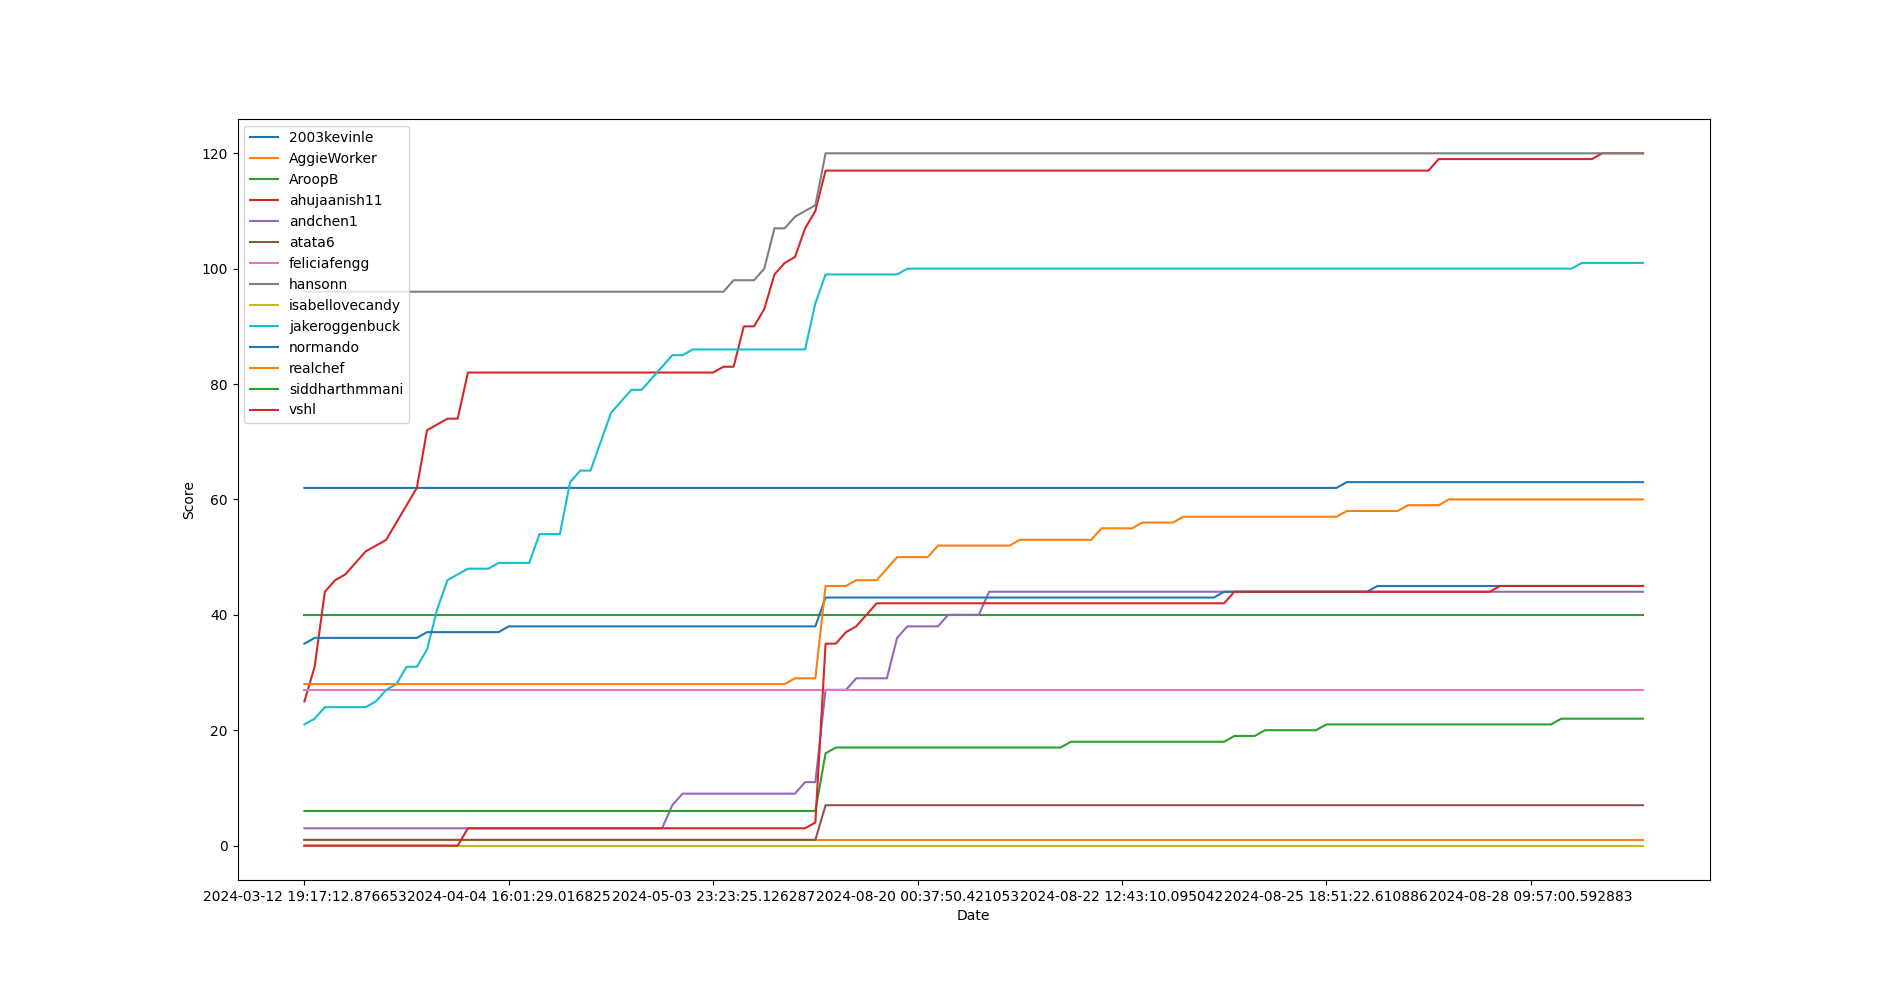 2003kevinle
AggieWorker
AroopB
ahujaanish11
andchen1
atata6
feliciafengg
hansonn
isabellovecandy
jakeroggenbuck
normando
realchef
siddharthmmani
vshl
120
100
80
60
40
20
0
Score
2024-03-12 19:17:12.876653 2024-04-04 16:01:29.016825 2024-05-03 23:23:25.126287 2024-08-20 00:37:50.421053 2024-08-22 12:43:10.095042 2024-08-25 18:51:22.610886 2024-08-28 09:57:00.592883
Date